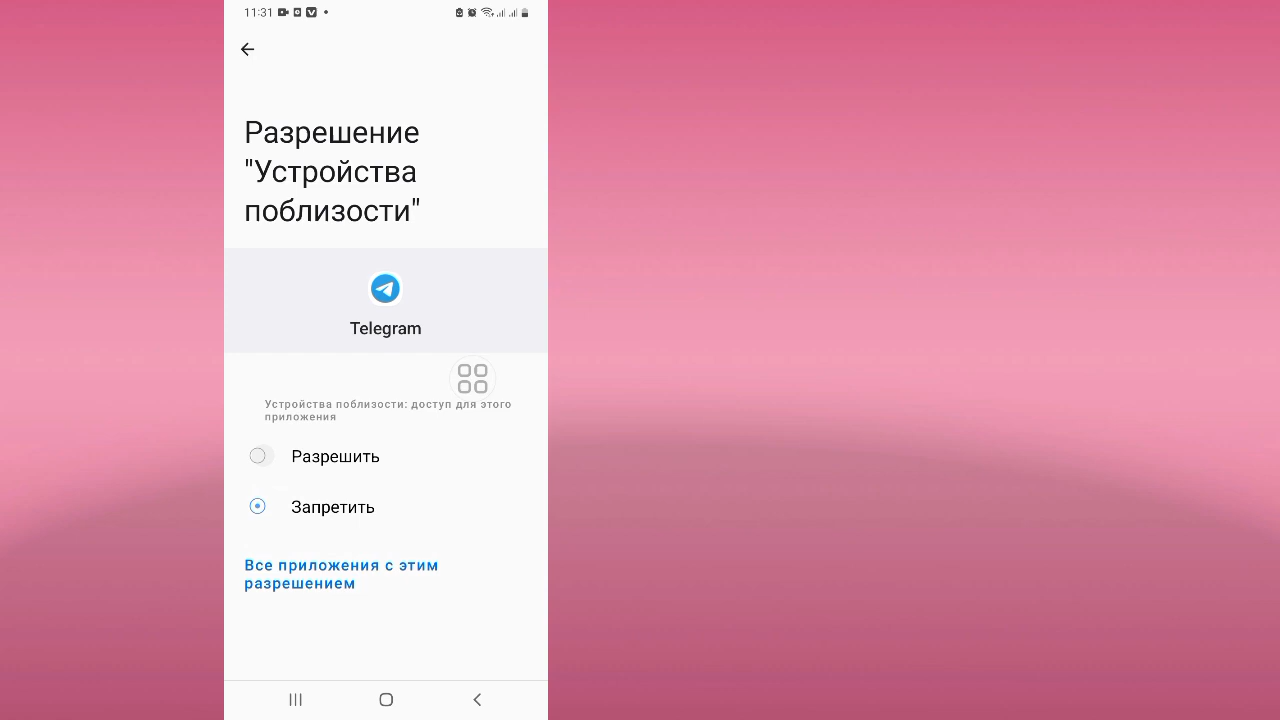 11:31
Разрешение
"Устройства
поблизости"
Telegram
Устройства поблизости: доступ для этого
приложения
Разрешить
Запретить
Все приложения с этим
разрешением